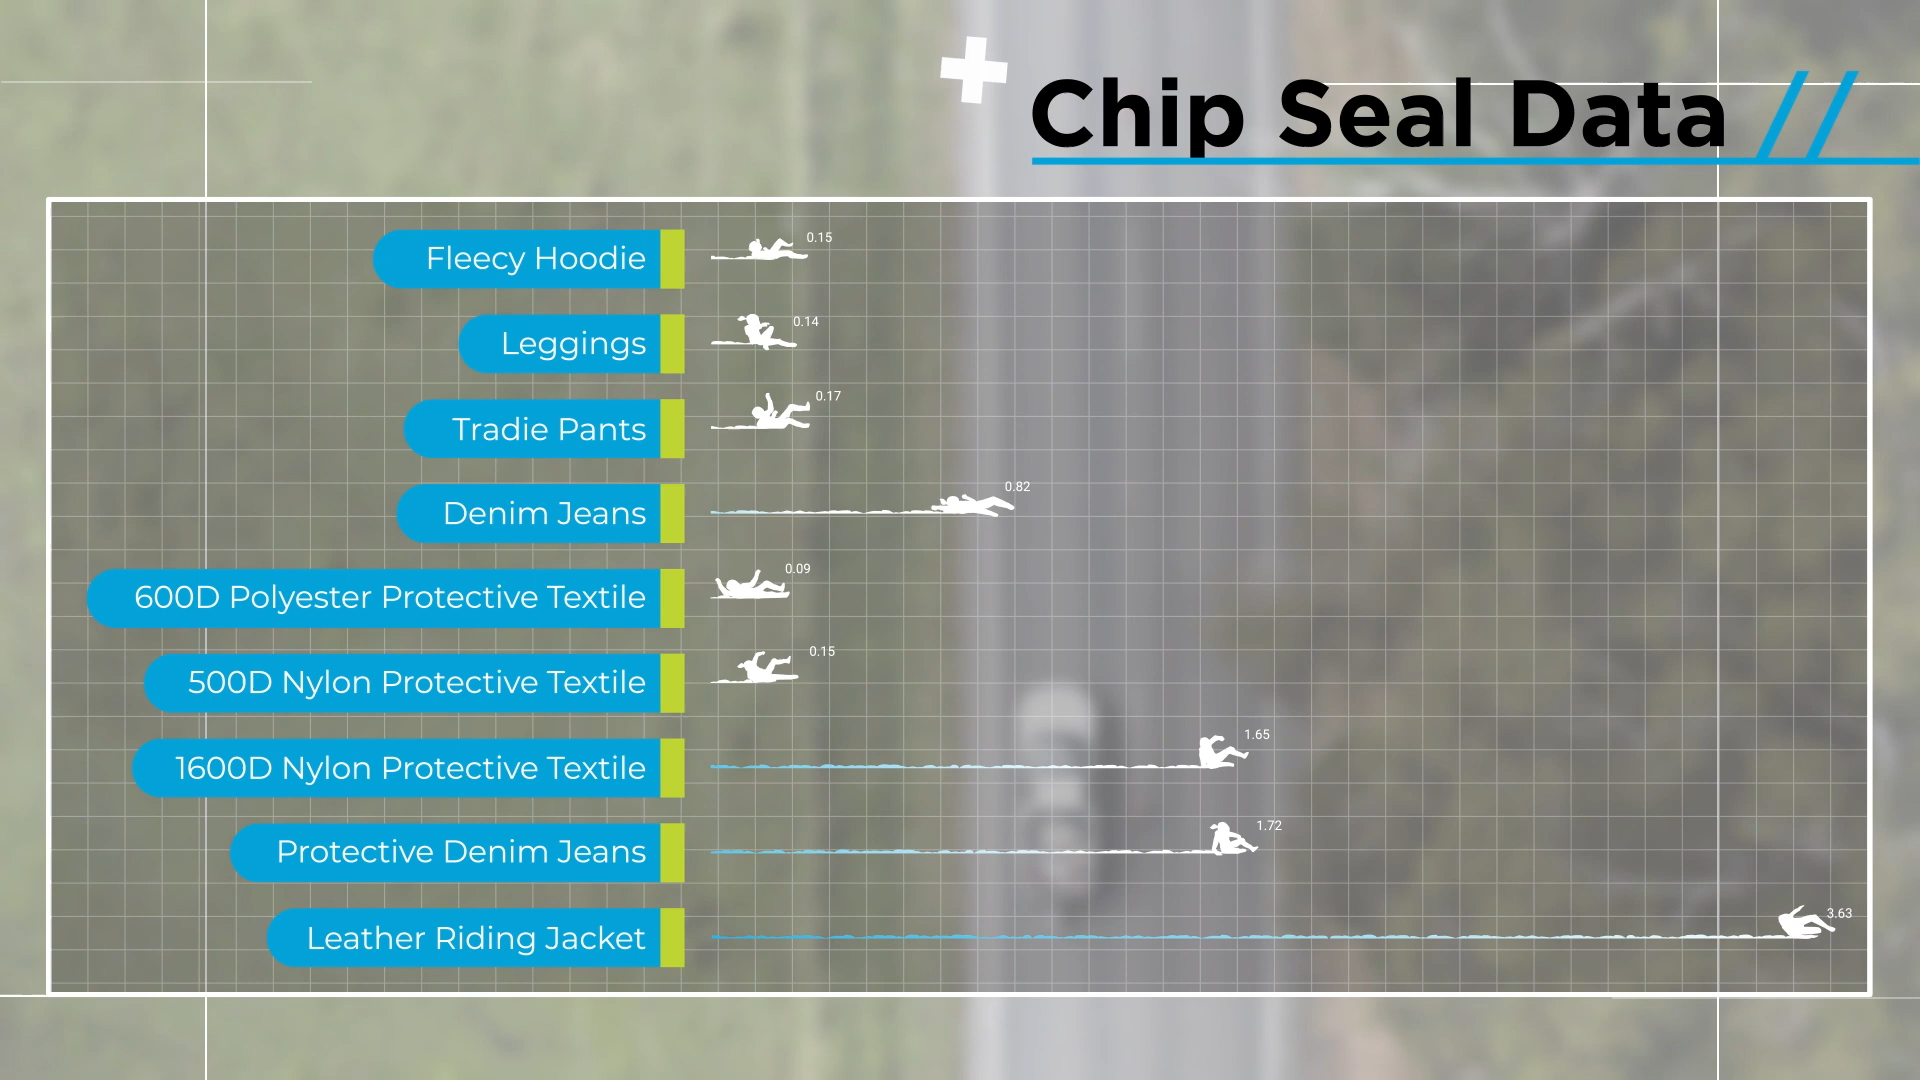 Chip Seal Data //
Fleecy Hoodie 0.15
Leggings 0.14
Tradie Pants 0.17
Denim Jeans 0.82
600D Polyester Protective Textile 0.09
500D Nylon Protective Textile 0.15
1600D Nylon Protective Textile 1.65
Protective Denim Jeans 1.72
Leather Riding Jacket 3.63